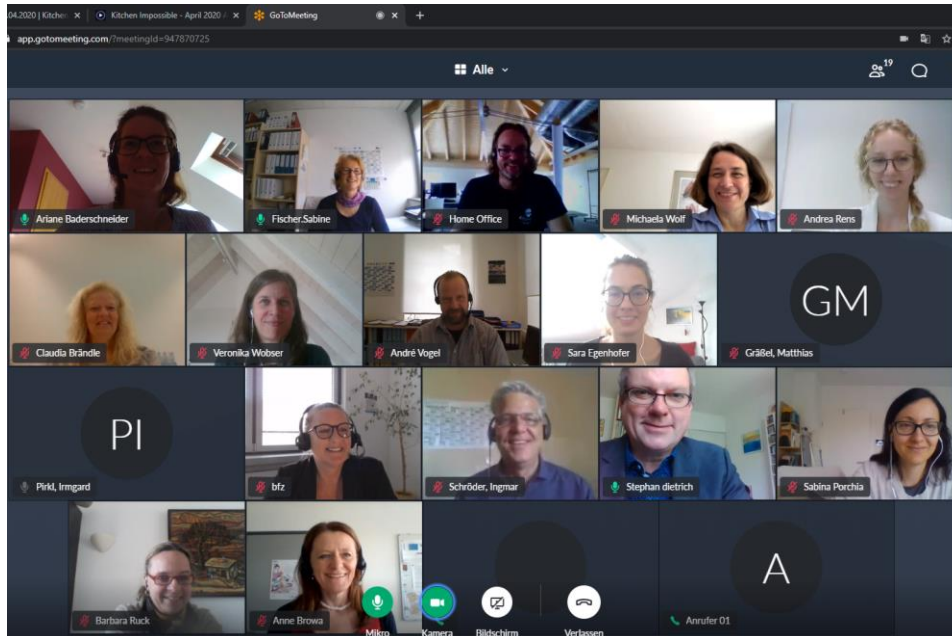 .04.2020 | Kitchen
Kitchen Impossible - April 2020
GoToMeeting
app.gotomeeting.com/?meetingId=947870725
Alle
19
Ariane Baderschneider
Fischer.Sabine
Home Office
Michaela Wolf
Andrea Rens
Claudia Brändle
Veronika Wobser
André Vogel
Sara Egenhofer
GM
Gräßel, Matthias
PI
Pirkl, Irmgard
bfz
Schröder, Ingmar
Stephan dietrich
Sabina Porchia
Barbara Ruck
Anne Browa
A
Anrufer 01
Mikro
Kamera
Bildschirm
Verlassen